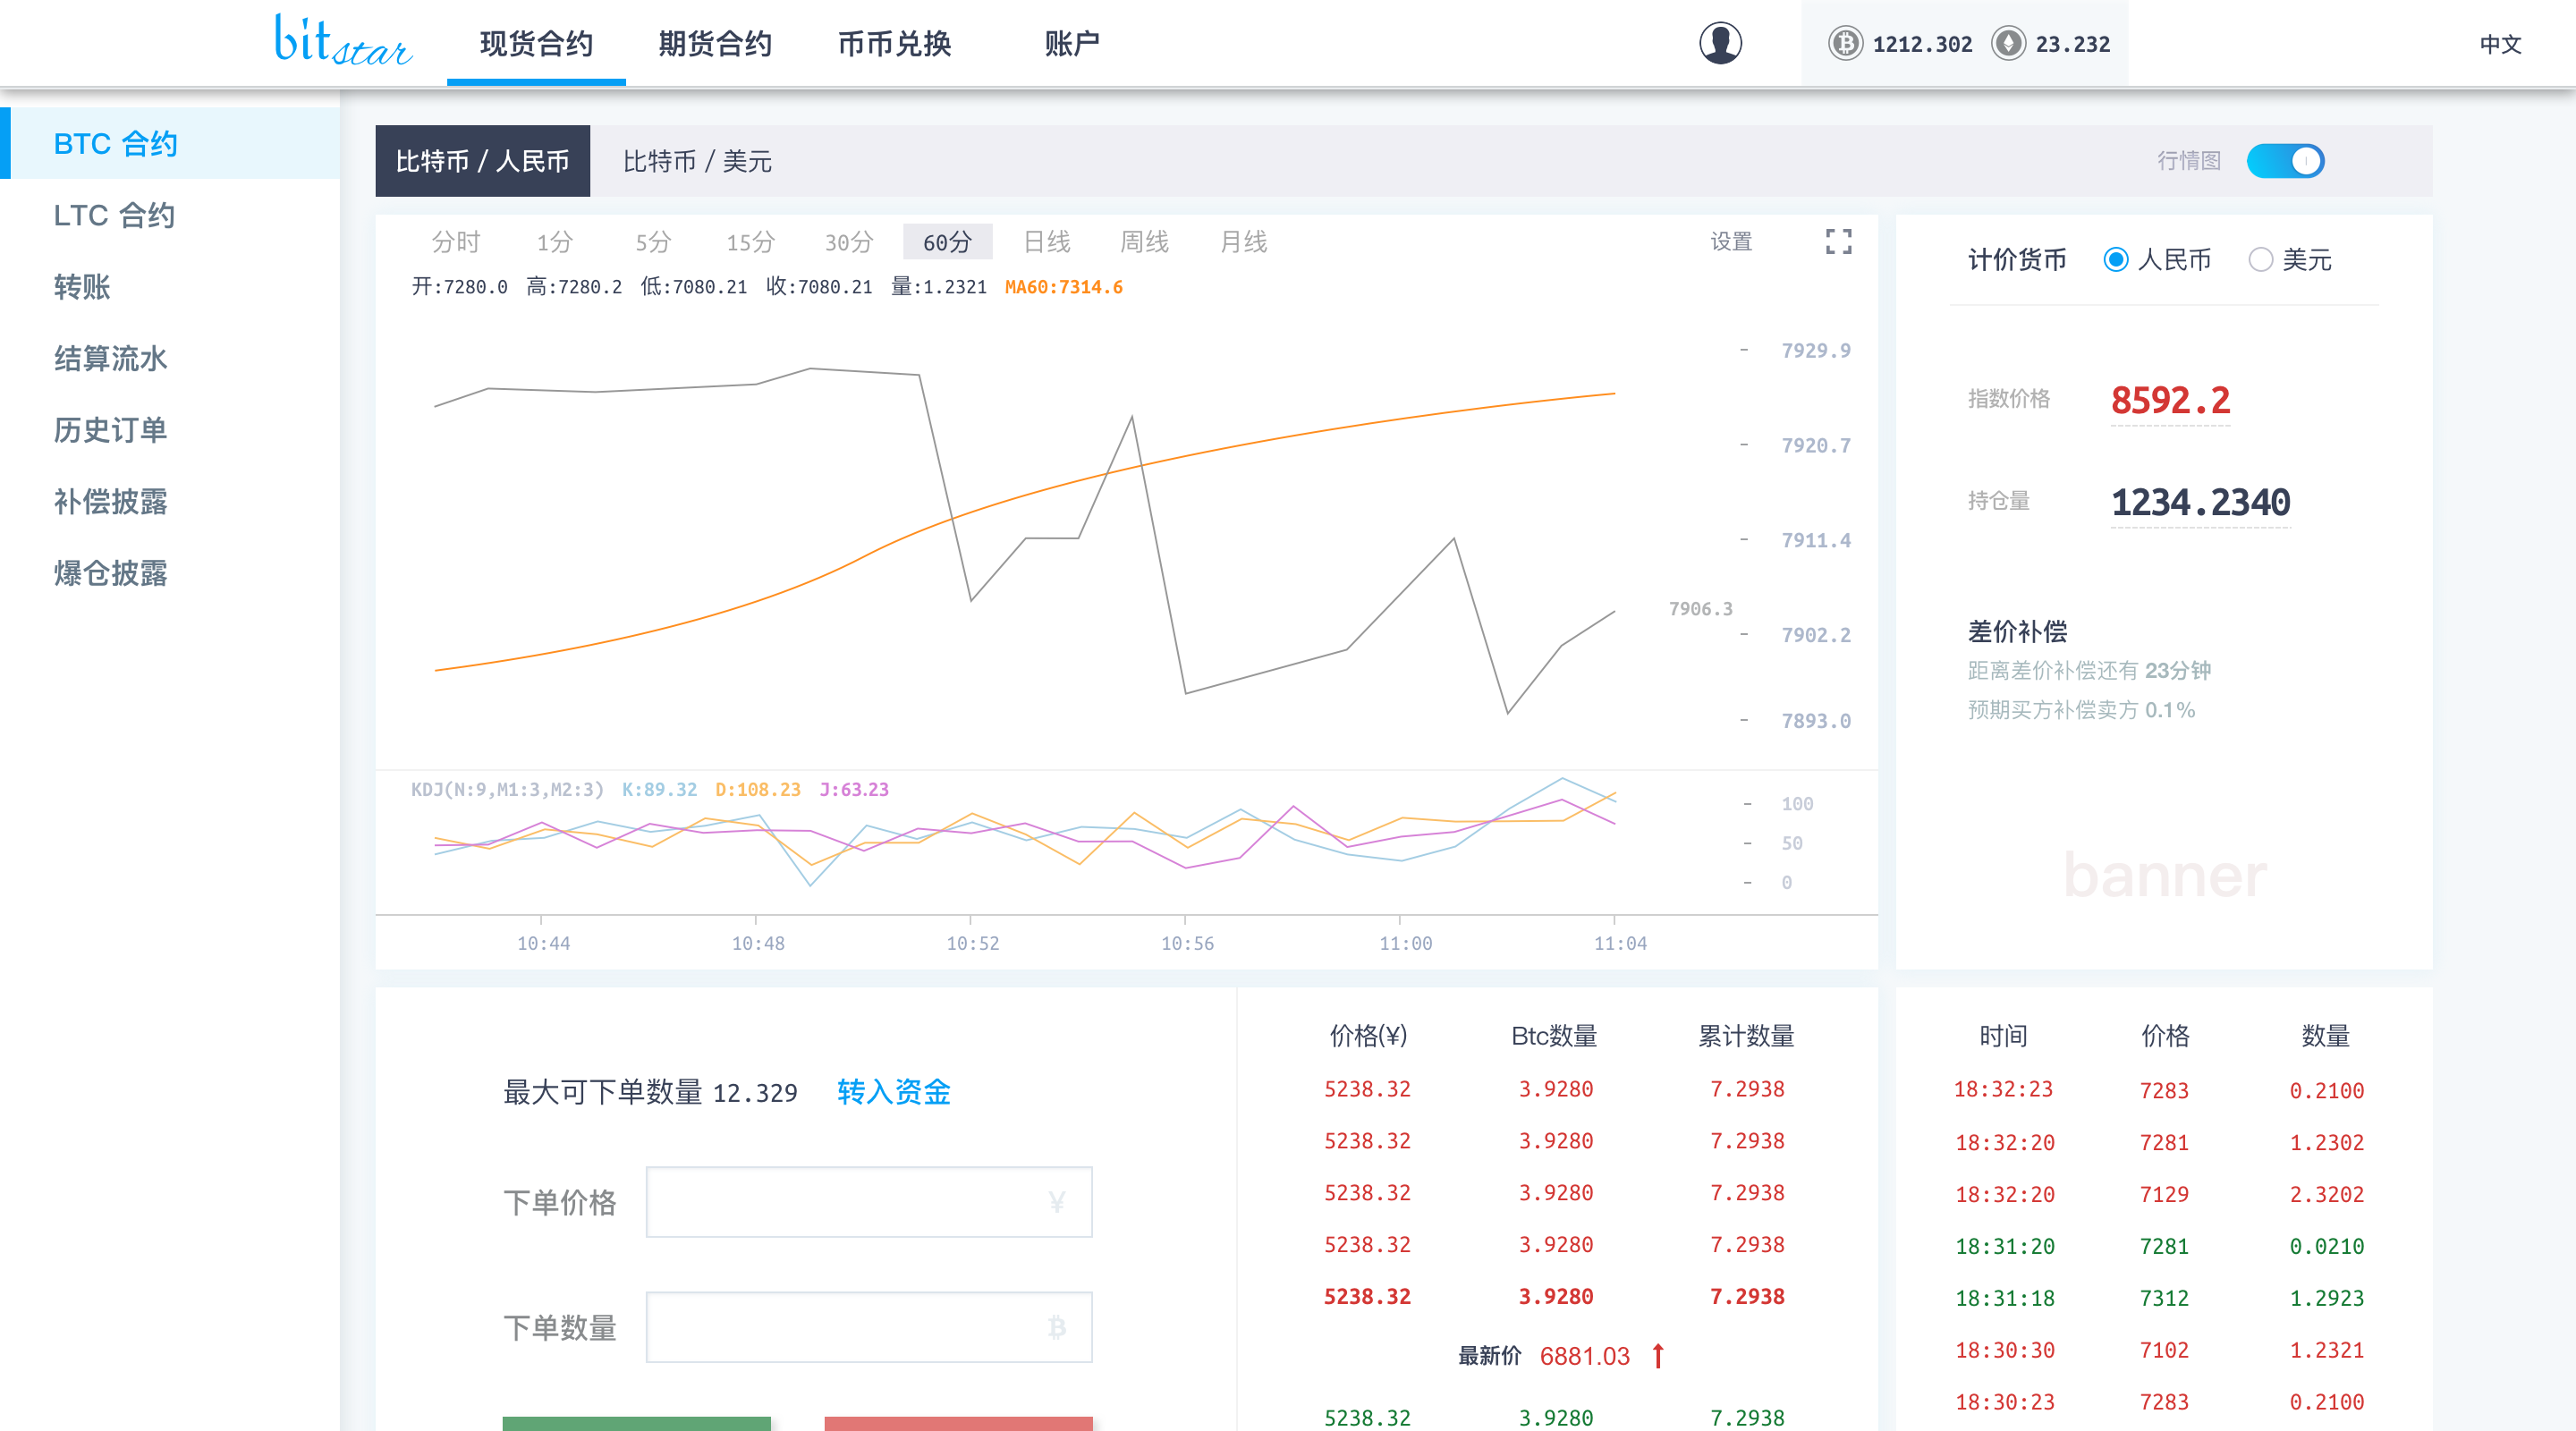 bitstar 现货合约 期货合约 币币兑换 账户 1212.302 23.232 中文
BTC 合约
LTC 合约
转账
结算流水
历史订单
补偿披露
爆仓披露
比特币 / 人民币 比特币 / 美元 行情图
分时 1分 5分 15分 30分 60分 日线 周线 月线 设置
开:7280.0 高:7280.2 低:7080.21 收:7080.21 量:1.2321 MA60:7314.6
7929.9
7920.7
7911.4
7906.3
7902.2
7893.0
KDJ(N:9,M1:3,M2:3) K:89.32 D:108.23 J:63.23
100
50
0
10:44 10:48 10:52 10:56 11:00 11:04
计价货币 人民币 美元
指数价格 8592.2
持仓量 1234.2340
差价补偿
距离差价补偿还有 23分钟
预期买方补偿卖方 0.1%
banner
最大可下单数量 12.329 转入资金
下单价格 ¥
下单数量 ₿
价格(¥) Btc数量 累计数量
5238.32 3.9280 7.2938
5238.32 3.9280 7.2938
5238.32 3.9280 7.2938
5238.32 3.9280 7.2938
5238.32 3.9280 7.2938
最新价 6881.03
5238.32 3.9280 7.2938
时间 价格 数量
18:32:23 7283 0.2100
18:32:20 7281 1.2302
18:32:20 7129 2.3202
18:31:20 7281 0.0210
18:31:18 7312 1.2923
18:30:30 7102 1.2321
18:30:23 7283 0.2100